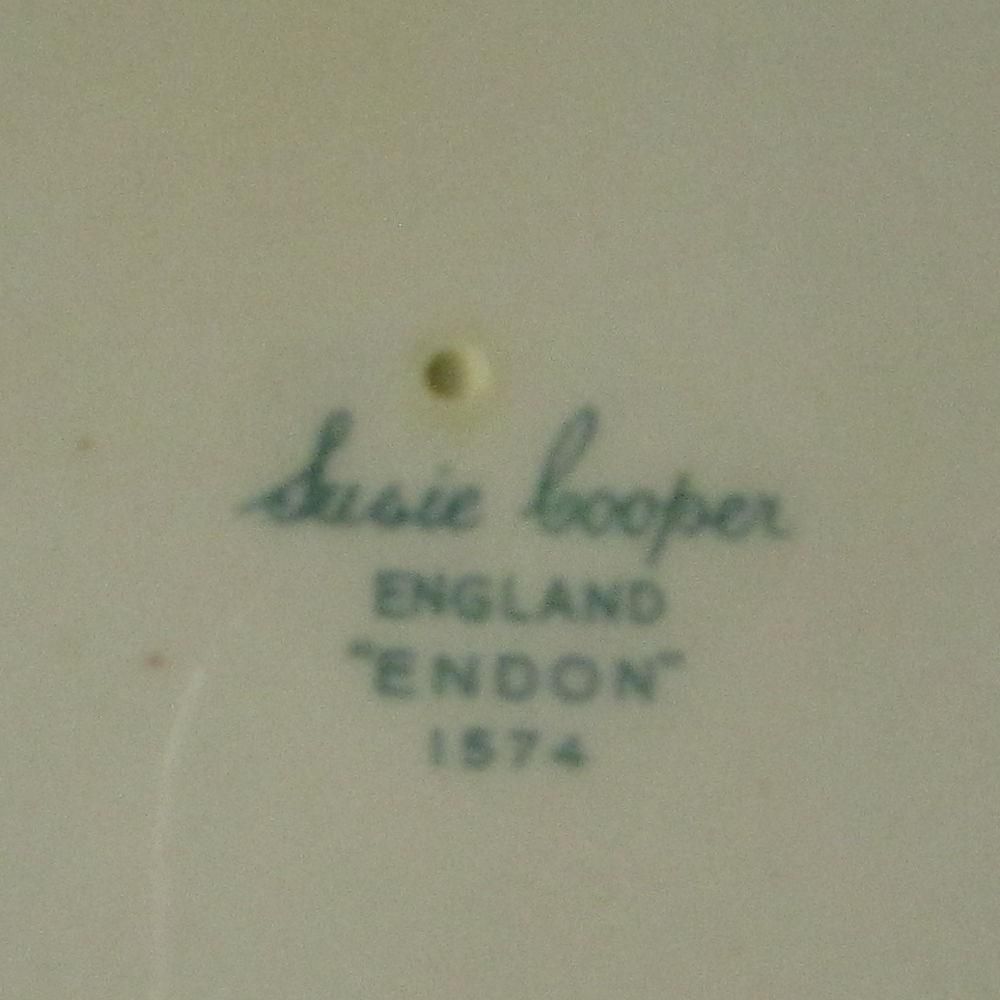 Susie Cooper
ENGLAND
"ENDON"
1574